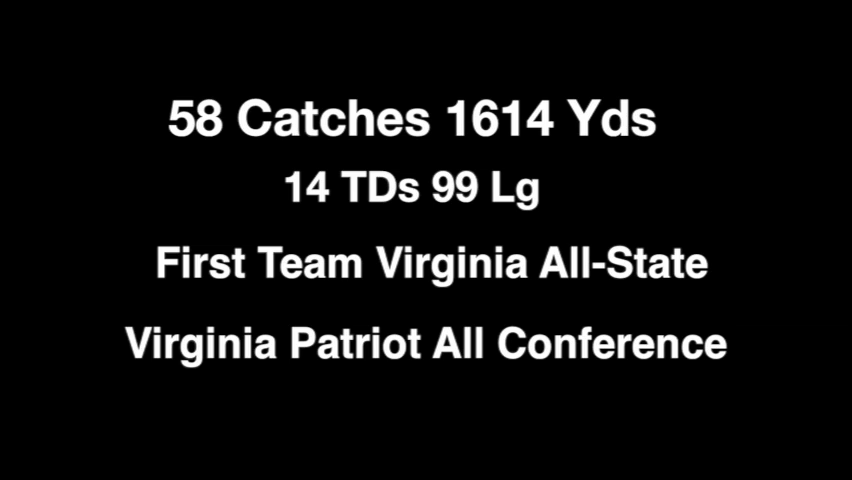 58 Catches 1614 Yds
14 TDs 99 Lg
First Team Virginia All-State
Virginia Patriot All Conference